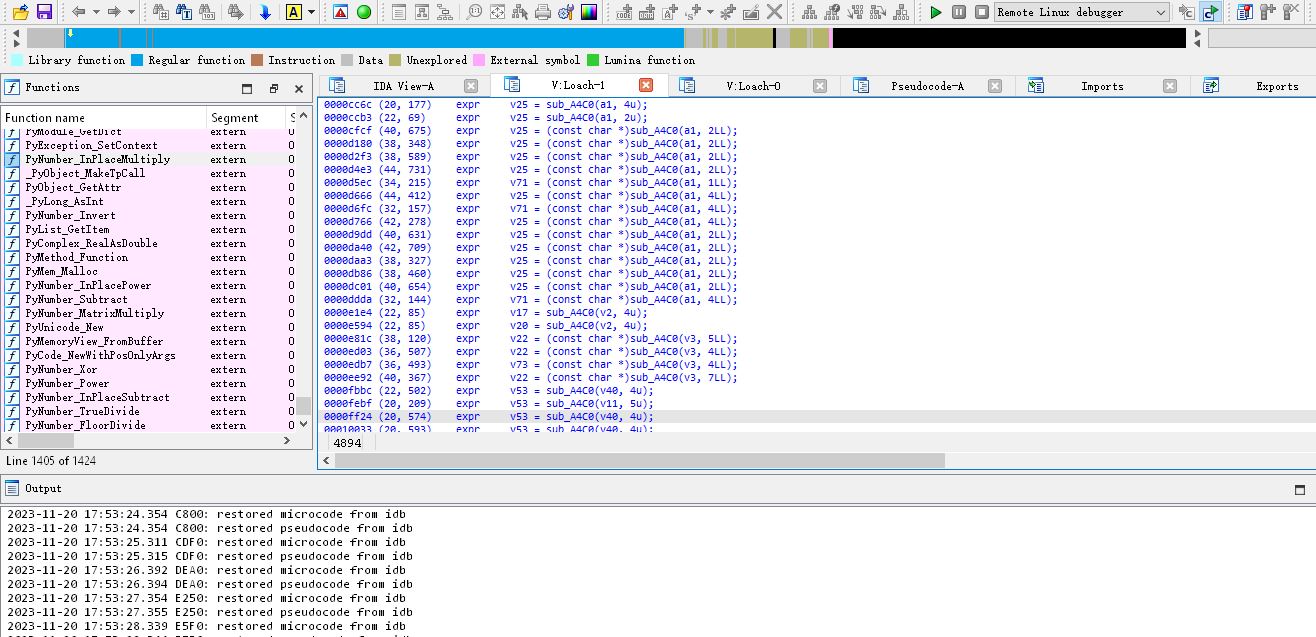 Remote Linux debugger
Library function Regular function Instruction Data Unexplored External symbol Lumina function
Functions
IDA View-A V:Loach-1 V:Loach-0 Pseudocode-A Imports Exports
Function name Segment S
PyModule_GetDict extern 0
PyException_SetContext extern 0
PyNumber_InPlaceMultiply extern 0
_PyObject_MakeTpCall extern 0
PyObject_GetAttr extern 0
_PyLong_AsInt extern 0
PyNumber_Invert extern 0
PyList_GetItem extern 0
PyComplex_RealAsDouble extern 0
PyMethod_Function extern 0
PyMem_Malloc extern 0
PyNumber_InPlacePower extern 0
PyNumber_Subtract extern 0
PyNumber_MatrixMultiply extern 0
PyUnicode_New extern 0
PyMemoryView_FromBuffer extern 0
PyCode_NewWithPosOnlyArgs extern 0
PyNumber_Xor extern 0
PyNumber_Power extern 0
PyNumber_InPlaceSubtract extern 0
PyNumber_TrueDivide extern 0
PyNumber_FloorDivide extern 0
Line 1405 of 1424
0000cc6c (20, 177) expr v25 = sub_A4C0(a1, 4u);
0000ccb3 (22, 69) expr v25 = sub_A4C0(a1, 2u);
0000cfcf (40, 675) expr v25 = (const char *)sub_A4C0(a1, 2LL);
0000d180 (38, 348) expr v25 = (const char *)sub_A4C0(a1, 2LL);
0000d2f3 (38, 589) expr v25 = (const char *)sub_A4C0(a1, 2LL);
0000d4e3 (44, 731) expr v25 = (const char *)sub_A4C0(a1, 2LL);
0000d5ec (34, 215) expr v71 = (const char *)sub_A4C0(a1, 1LL);
0000d666 (44, 412) expr v25 = (const char *)sub_A4C0(a1, 4LL);
0000d6fc (32, 157) expr v71 = (const char *)sub_A4C0(a1, 4LL);
0000d766 (42, 278) expr v25 = (const char *)sub_A4C0(a1, 2LL);
0000d9dd (40, 631) expr v25 = (const char *)sub_A4C0(a1, 2LL);
0000da40 (42, 709) expr v25 = (const char *)sub_A4C0(a1, 2LL);
0000daa3 (38, 327) expr v25 = (const char *)sub_A4C0(a1, 2LL);
0000db86 (38, 460) expr v25 = (const char *)sub_A4C0(a1, 2LL);
0000dc01 (40, 654) expr v25 = (const char *)sub_A4C0(a1, 2LL);
0000ddda (32, 144) expr v71 = (const char *)sub_A4C0(a1, 4LL);
0000e1e4 (22, 85) expr v17 = sub_A4C0(v2, 4u);
0000e594 (22, 85) expr v20 = sub_A4C0(v2, 4u);
0000e81c (38, 120) expr v22 = (const char *)sub_A4C0(v3, 5LL);
0000ed03 (36, 507) expr v22 = (const char *)sub_A4C0(v3, 4LL);
0000edb7 (36, 493) expr v73 = (const char *)sub_A4C0(v3, 4LL);
0000ee92 (40, 367) expr v22 = (const char *)sub_A4C0(v3, 7LL);
0000fbbc (22, 502) expr v53 = sub_A4C0(v40, 4u);
0000febf (20, 209) expr v53 = sub_A4C0(v11, 5u);
0000ff24 (20, 574) expr v53 = sub_A4C0(v40, 4u);
00010033 (20, 593) expr v53 = sub_A4C0(v40, 4u);
4894
Output
2023-11-20 17:53:24.354 C800: restored microcode from idb
2023-11-20 17:53:24.354 C800: restored pseudocode from idb
2023-11-20 17:53:25.311 CDF0: restored microcode from idb
2023-11-20 17:53:25.315 CDF0: restored pseudocode from idb
2023-11-20 17:53:26.392 DEA0: restored microcode from idb
2023-11-20 17:53:26.394 DEA0: restored pseudocode from idb
2023-11-20 17:53:27.354 E250: restored microcode from idb
2023-11-20 17:53:27.355 E250: restored pseudocode from idb
2023-11-20 17:53:28.339 E5F0: restored microcode from idb